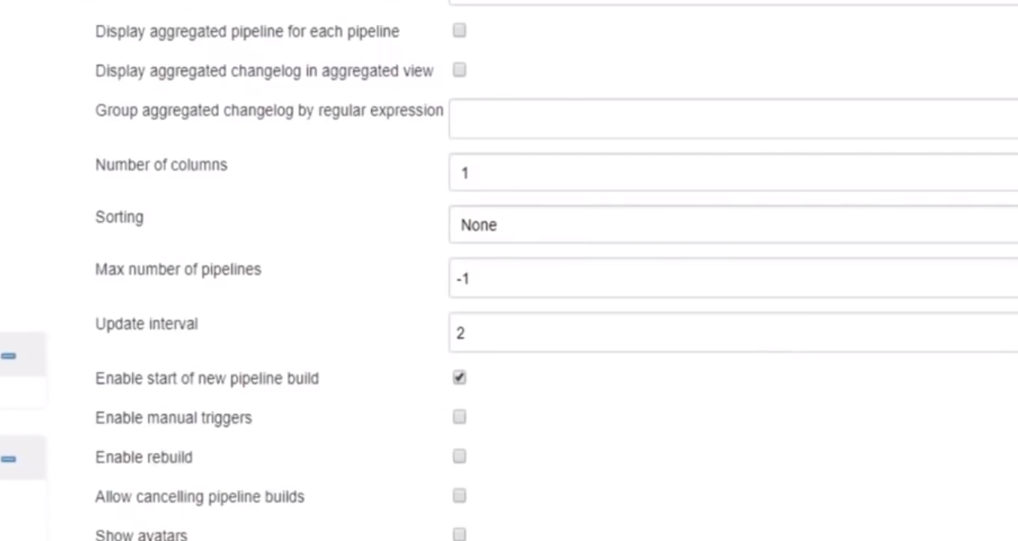 Display aggregated pipeline for each pipeline
Display aggregated changelog in aggregated view
Group aggregated changelog by regular expression
Number of columns 1
Sorting None
Max number of pipelines -1
Update interval 2
Enable start of new pipeline build
Enable manual triggers
Enable rebuild
Allow cancelling pipeline builds
Show avatars